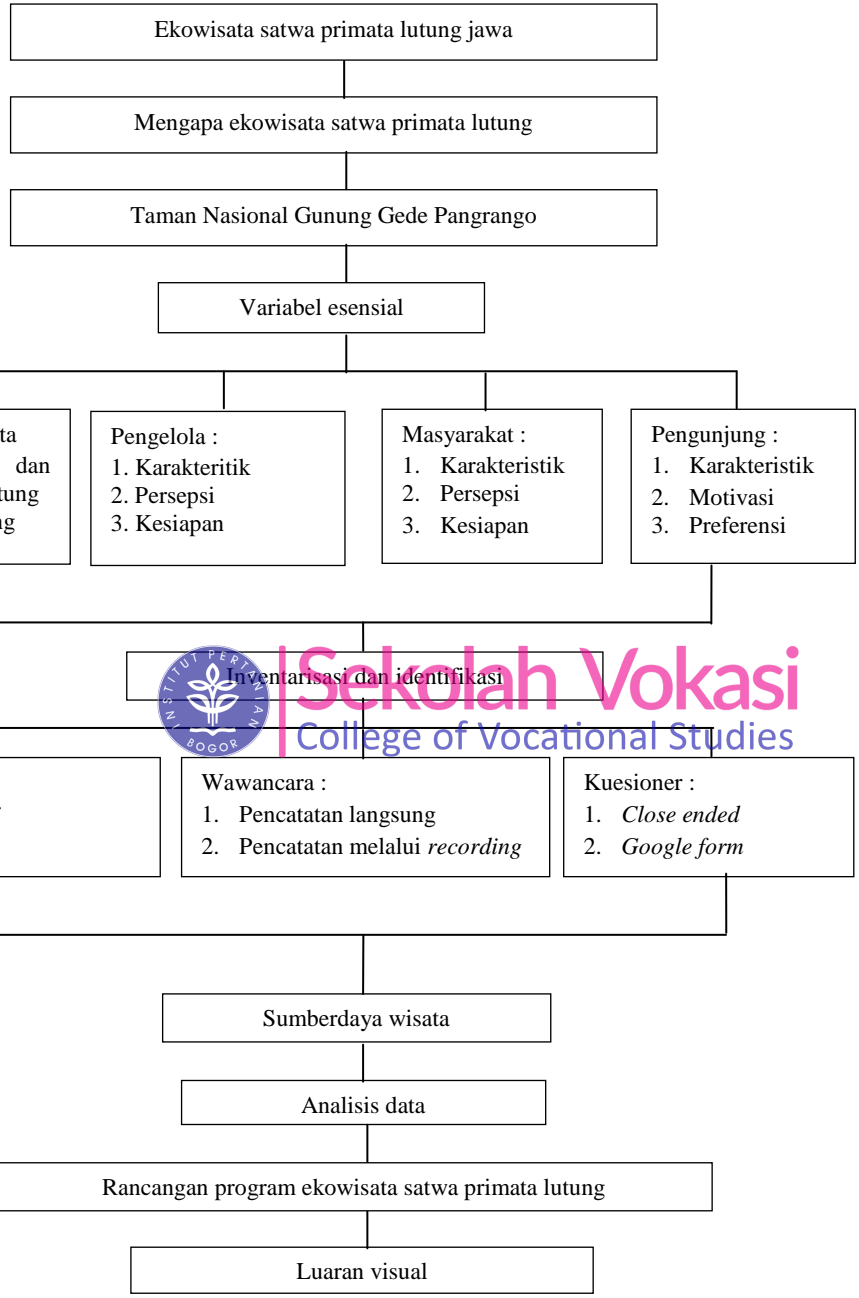 Ekowisata satwa primata lutung jawa
Mengapa ekowisata satwa primata lutung
Taman Nasional Gunung Gede Pangrango
Variabel esensial
ta
dan
tung
ng
Pengelola :
1. Karakteritik
2. Persepsi
3. Kesiapan
Masyarakat :
1. Karakteristik
2. Persepsi
3. Kesiapan
Pengunjung :
1. Karakteristik
2. Motivasi
3. Preferensi
Inventarisasi dan identifikasi
INSTITUT PERTANIAN
BOGOR
Sekolah Vokasi
College of Vocational Studies
Wawancara :
1. Pencatatan langsung
2. Pencatatan melalui recording
Kuesioner :
1. Close ended
2. Google form
Sumberdaya wisata
Analisis data
Rancangan program ekowisata satwa primata lutung
Luaran visual